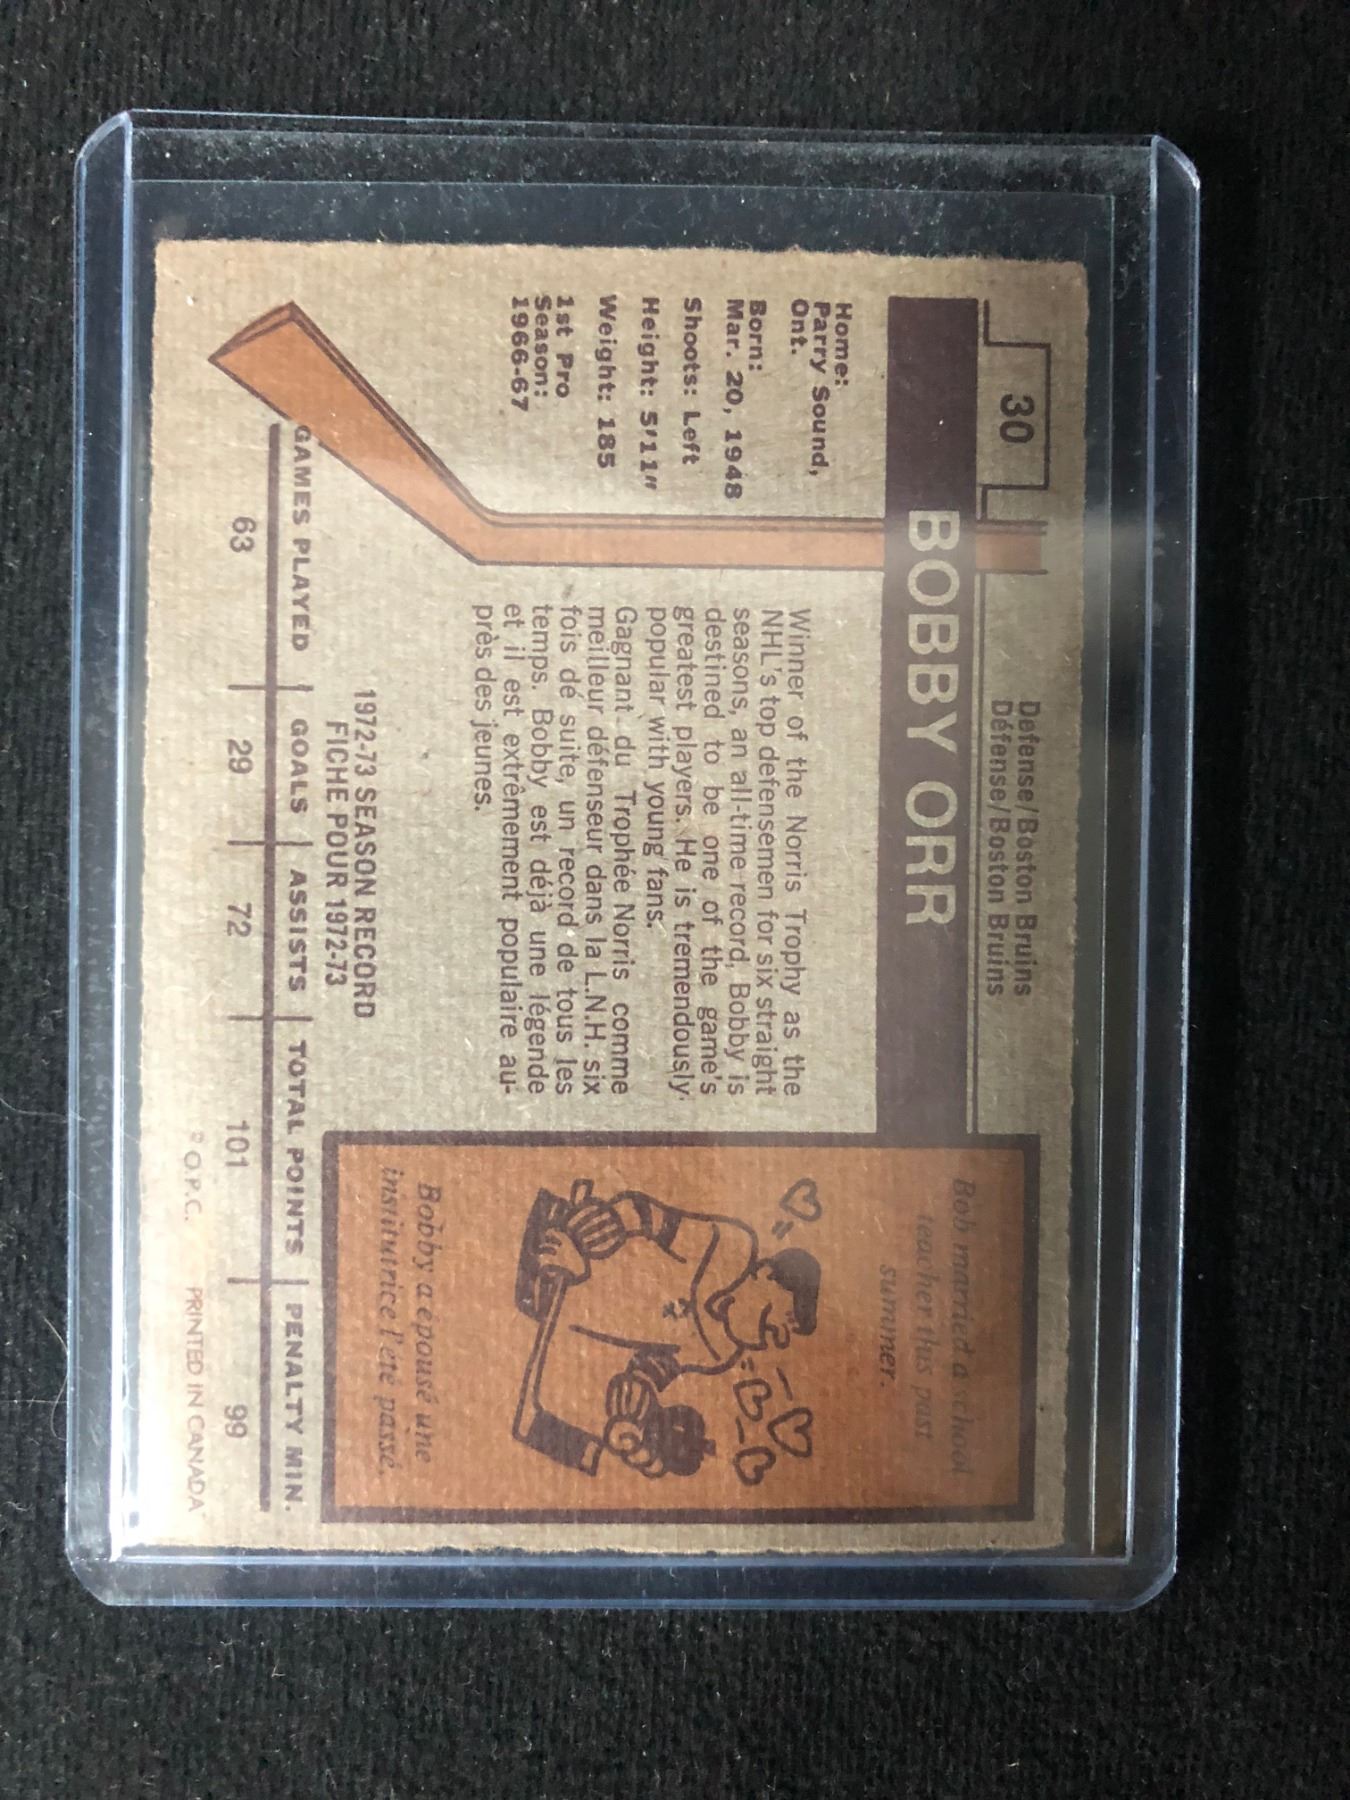 30
Defense/Boston Bruins
Défense/Boston Bruins
BOBBY ORR
Home:
Parry Sound,
Ont.
Born:
Mar. 20, 1948
Shoots: Left
Height: 5'11"
Weight: 185
1st Pro
Season:
1966-67
Winner of the Norris Trophy as the
NHL's top defensemen for six straight
seasons, an all-time record, Bobby is
destined to be one of the game's
greatest players. He is tremendously
popular with young fans.
Gagnant du Trophée Norris comme
meilleur défenseur dans la L.N.H. six
fois dé suite, un record de tous les
temps. Bobby est déjà une légende
et il est extrêmement populaire au-
près des jeunes.
Bob married a school
teacher this past
summer.
Bobby a épousé une
institutrice l'été passé.
1972-73 SEASON RECORD
FICHE POUR 1972-73
GAMES PLAYED GOALS ASSISTS TOTAL POINTS PENALTY MIN.
63 29 72 101 99
© O.P.C. PRINTED IN CANADA